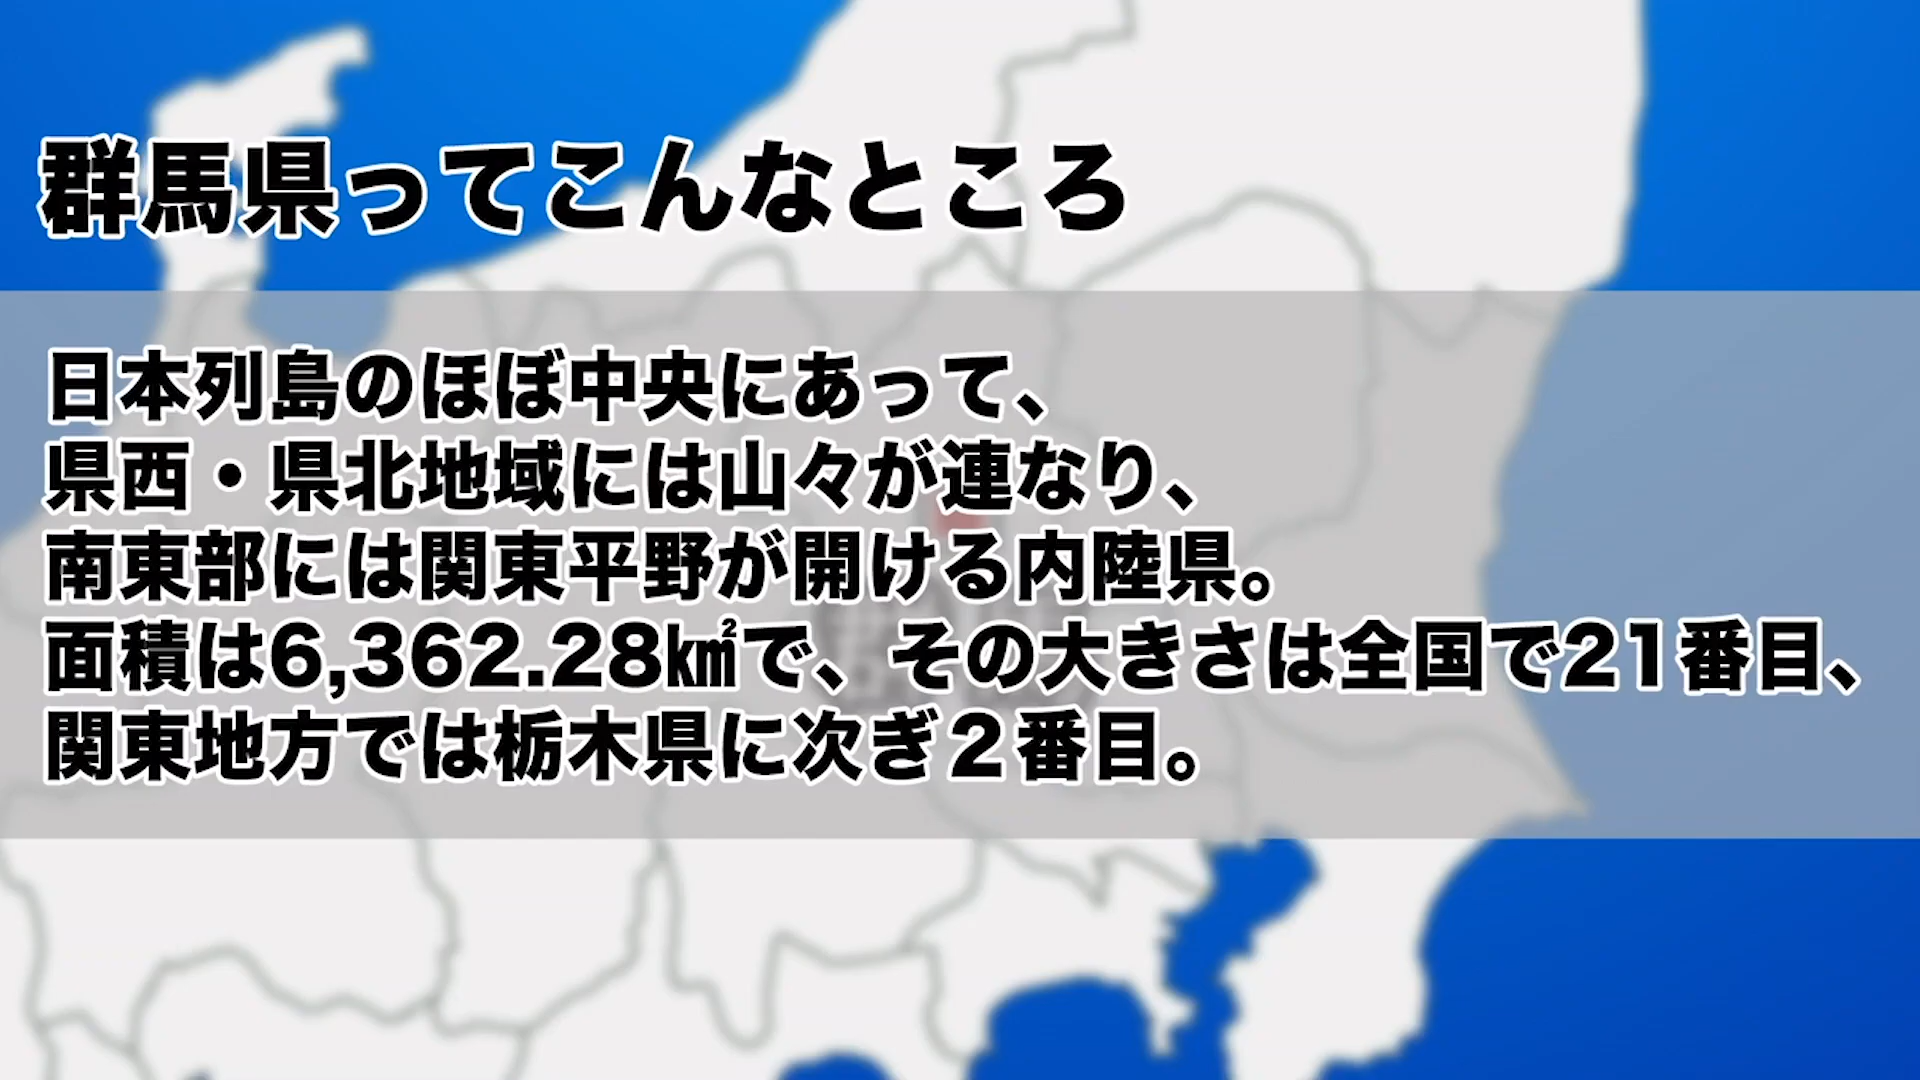 群馬県ってこんなところ
日本列島のほぼ中央にあって、
県西・県北地域には山々が連なり、
南東部には関東平野が開ける内陸県。
面積は6,362.28㎢で、その大きさは全国で21番目、
関東地方では栃木県に次ぎ２番目。